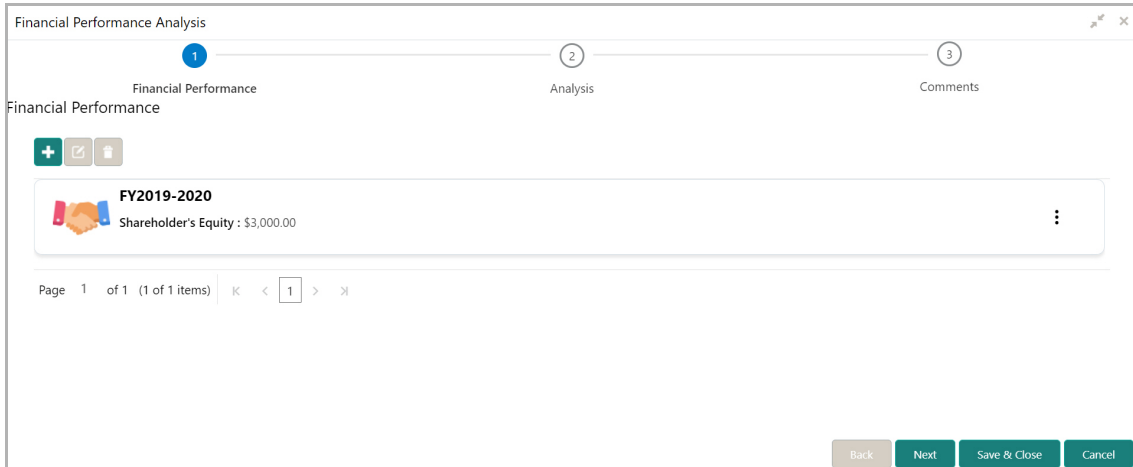 Financial Performance Analysis
1 2 3
Financial Performance Analysis Comments
Financial Performance
FY2019-2020
Shareholder's Equity : $3,000.00
Page 1 of 1 (1 of 1 items) 1
Back Next Save & Close Cancel